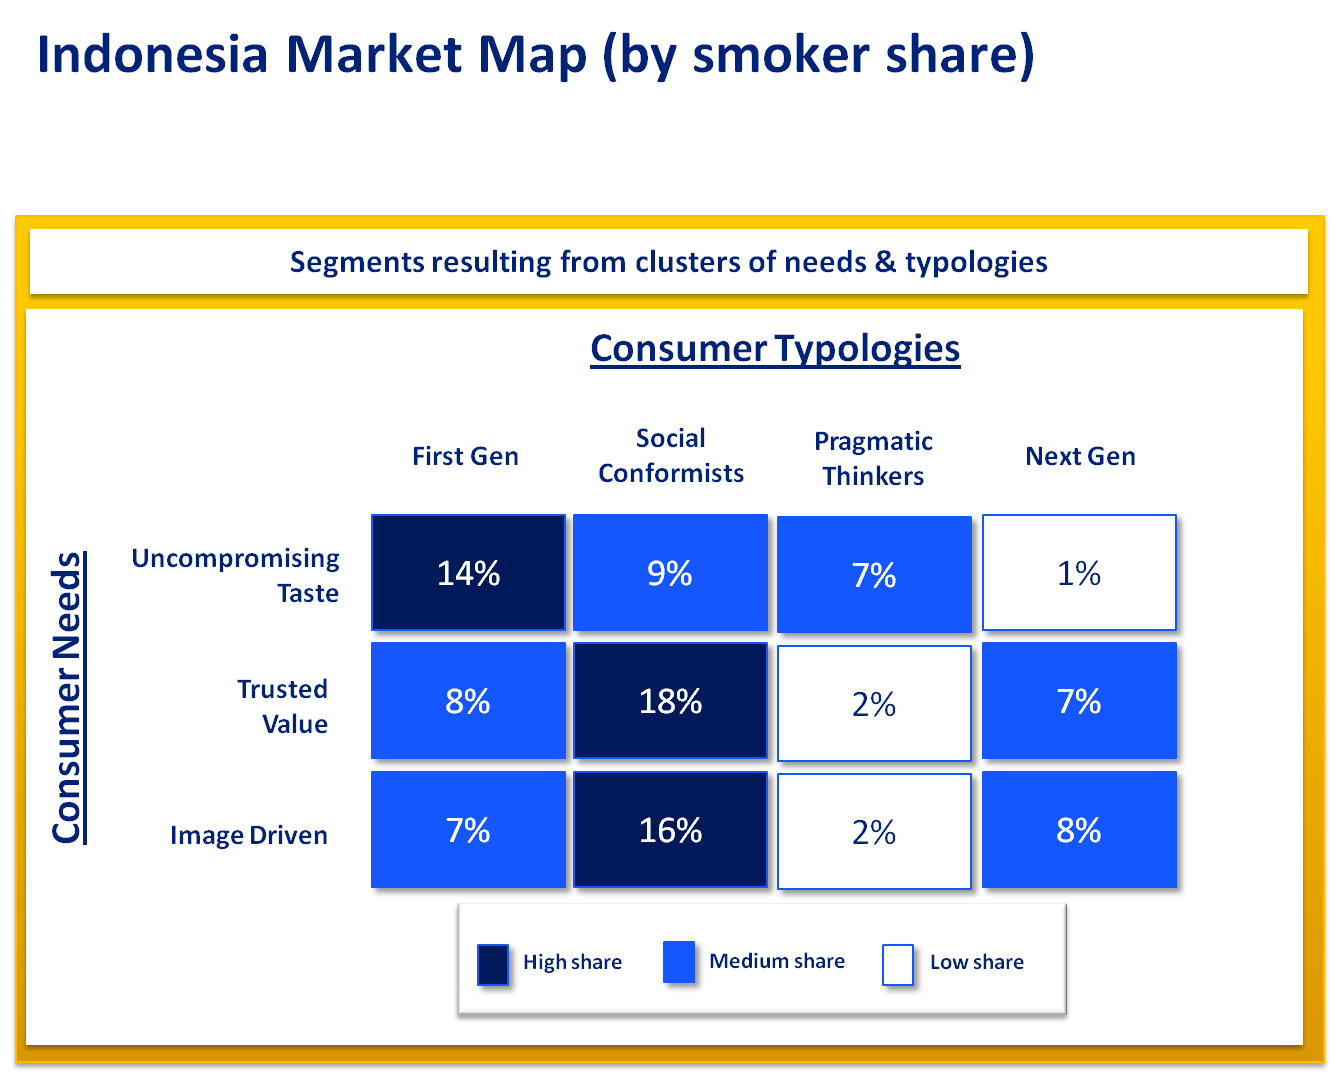 Indonesia Market Map (by smoker share)
Segments resulting from clusters of needs & typologies
Consumer Typologies
First Gen
Social
Conformists
Pragmatic
Thinkers
Next Gen
Consumer Needs
Uncompromising
Taste
14%
9%
7%
1%
Trusted
Value
8%
18%
2%
7%
Image Driven
7%
16%
2%
8%
High share
Medium share
Low share